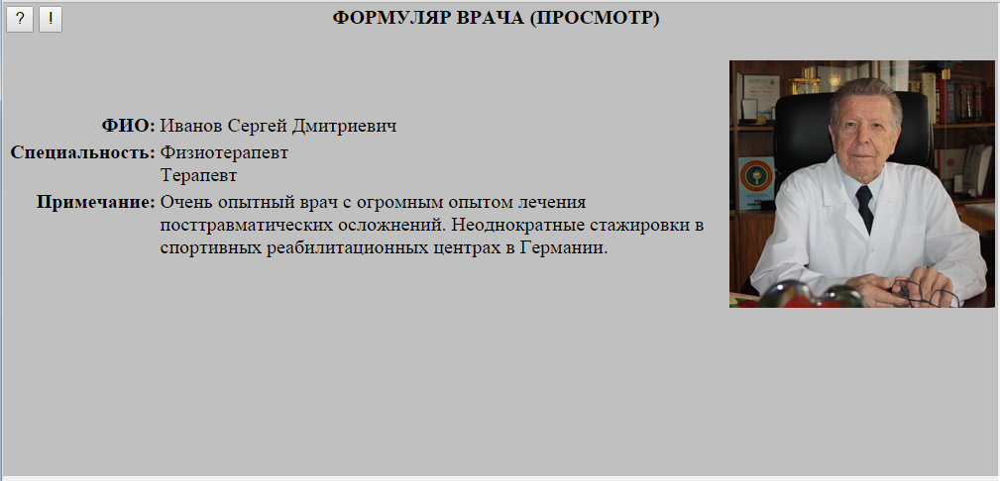 ? !
ФОРМУЛЯР ВРАЧА (ПРОСМОТР)
ФИО: Иванов Сергей Дмитриевич
Специальность: Физиотерапевт
Терапевт
Примечание: Очень опытный врач с огромным опытом лечения
посттравматических осложнений. Неоднократные стажировки в
спортивных реабилитационных центрах в Германии.